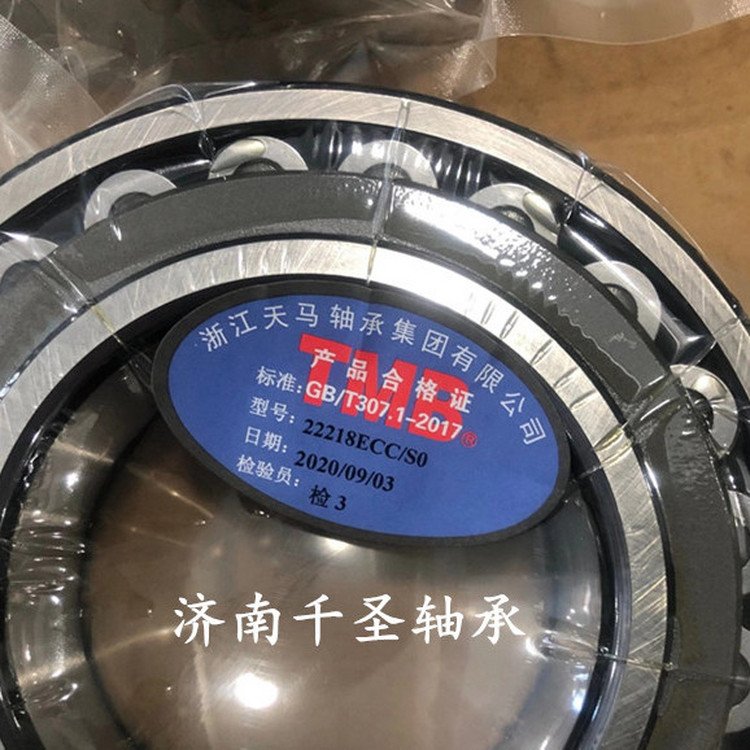 浙江天马轴承集团有限公司
TMB®
产品合格证
标准:GB/T307.1-2017
型号: 22218ECC/S0
日期: 2020/09/03
检验员: 检 3
济南千圣轴承